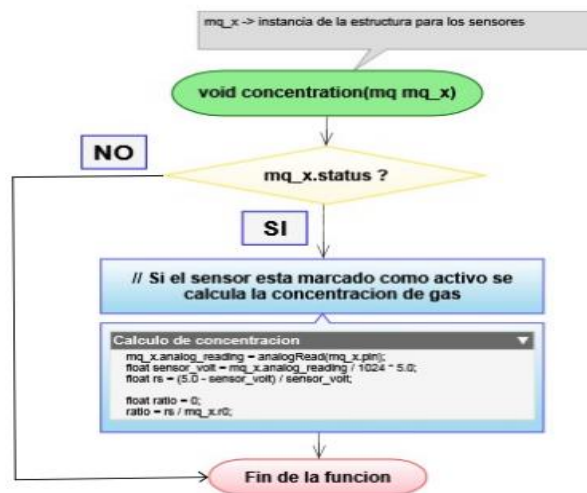 mq_x -> instancia de la estructura para los sensores
void concentration(mq mq_x)
NO
mq_x.status ?
SI
// Si el sensor esta marcado como activo se
calcula la concentracion de gas
Calculo de concentracion
mq_x.analog_reading = analogRead(mq_x.pin);
float sensor_volt = mq_x.analog_reading / 1024 * 5.0;
float rs = (5.0 - sensor_volt) / sensor_volt;
float ratio = 0;
ratio = rs / mq_x.r0;
Fin de la funcion